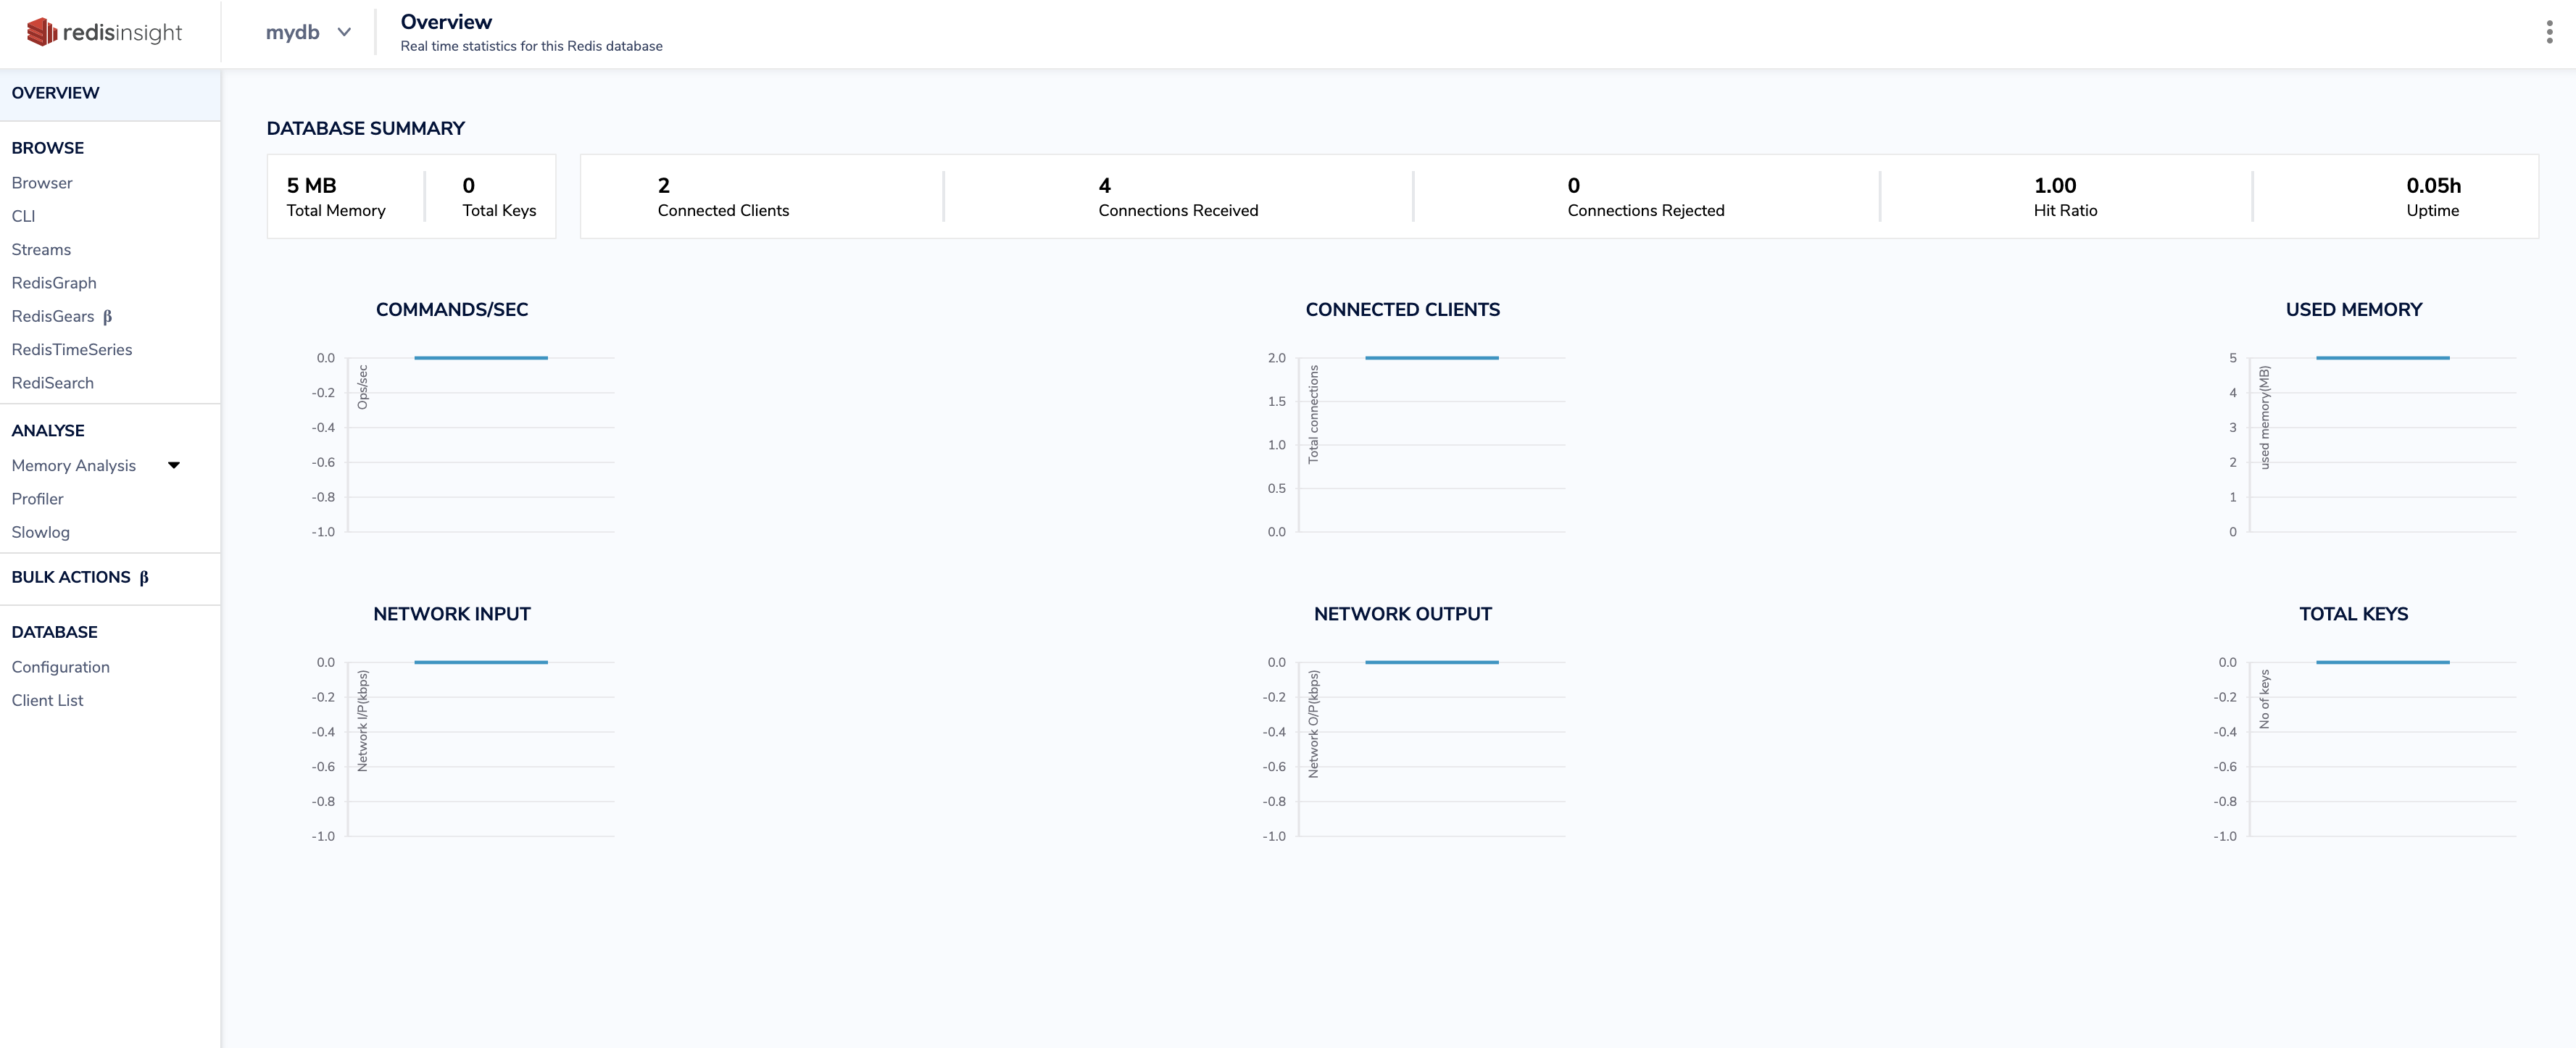 redisinsight
mydb
Overview
Real time statistics for this Redis database
OVERVIEW
BROWSE
Browser
CLI
Streams
RedisGraph
RedisGears β
RedisTimeSeries
RediSearch
ANALYSE
Memory Analysis
Profiler
Slowlog
BULK ACTIONS β
DATABASE
Configuration
Client List
DATABASE SUMMARY
5 MB
Total Memory
0
Total Keys
2
Connected Clients
4
Connections Received
0
Connections Rejected
1.00
Hit Ratio
0.05h
Uptime
COMMANDS/SEC
0.0
-0.2
-0.4
-0.6
-0.8
-1.0
Ops/sec
CONNECTED CLIENTS
2.0
1.5
1.0
0.5
0.0
Total connections
USED MEMORY
5
4
3
2
1
0
used memory(MB)
NETWORK INPUT
0.0
-0.2
-0.4
-0.6
-0.8
-1.0
Network I/P(kbps)
NETWORK OUTPUT
0.0
-0.2
-0.4
-0.6
-0.8
-1.0
Network O/P(kbps)
TOTAL KEYS
0.0
-0.2
-0.4
-0.6
-0.8
-1.0
No of keys